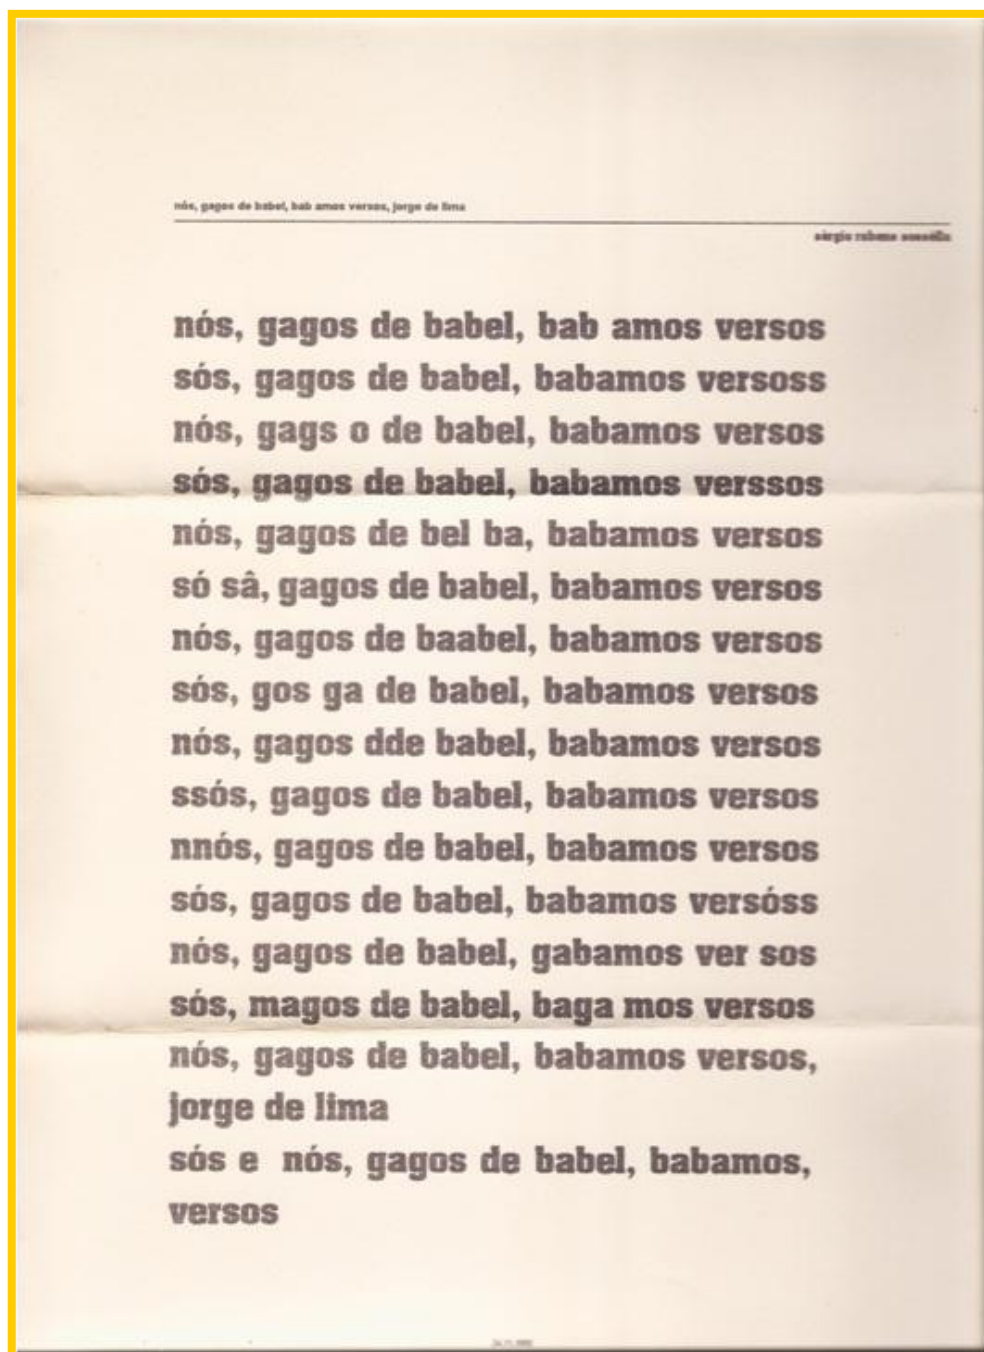 nós, gagos de babel, bab amos versos, jorge de lima
sérgio rubens sossélla
nós, gagos de babel, bab amos versos
sós, gagos de babel, babamos versoss
nós, gags o de babel, babamos versos
sós, gagos de babel, babamos verssos
nós, gagos de bel ba, babamos versos
só sâ, gagos de babel, babamos versos
nós, gagos de baabel, babamos versos
sós, gos ga de babel, babamos versos
nós, gagos dde babel, babamos versos
ssós, gagos de babel, babamos versos
nnós, gagos de babel, babamos versos
sós, gagos de babel, babamos versóss
nós, gagos de babel, gabamos ver sos
sós, magos de babel, baga mos versos
nós, gagos de babel, babamos versos,
jorge de lima
sós e nós, gagos de babel, babamos,
versos